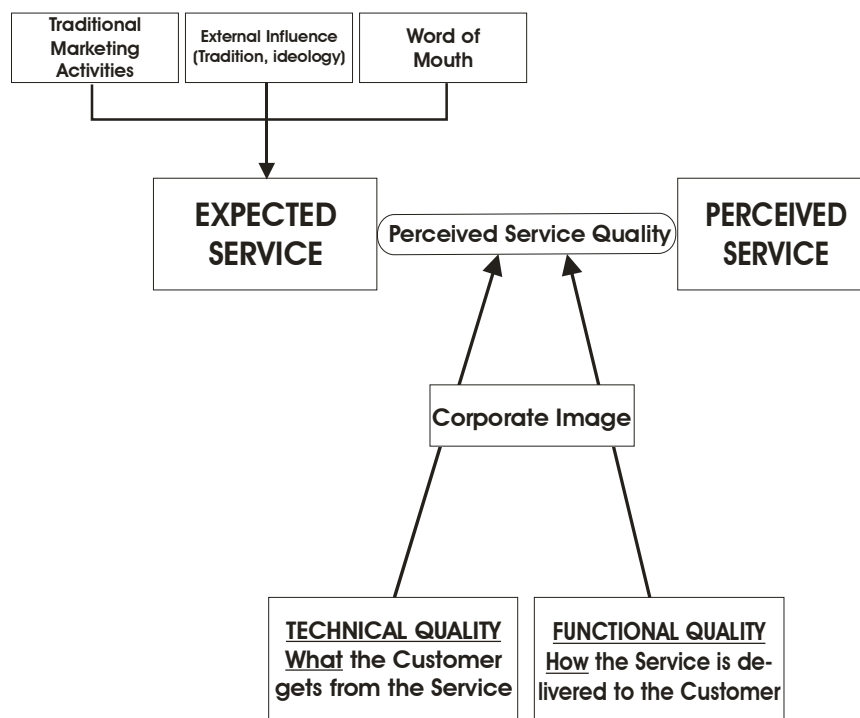 Traditional
Marketing
Activities
External Influence
(Tradition, ideology)
Word of
Mouth
EXPECTED
SERVICE
Perceived Service Quality
PERCEIVED
SERVICE
Corporate Image
TECHNICAL QUALITY
What the Customer
gets from the Service
FUNCTIONAL QUALITY
How the Service is de-
livered to the Customer